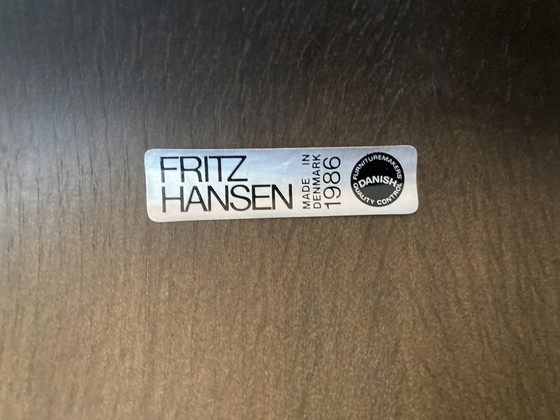 FRITZ
HANSEN
MADE IN
DENMARK
1986
FURNITUREMAKERS
DANISH
QUALITY CONTROL